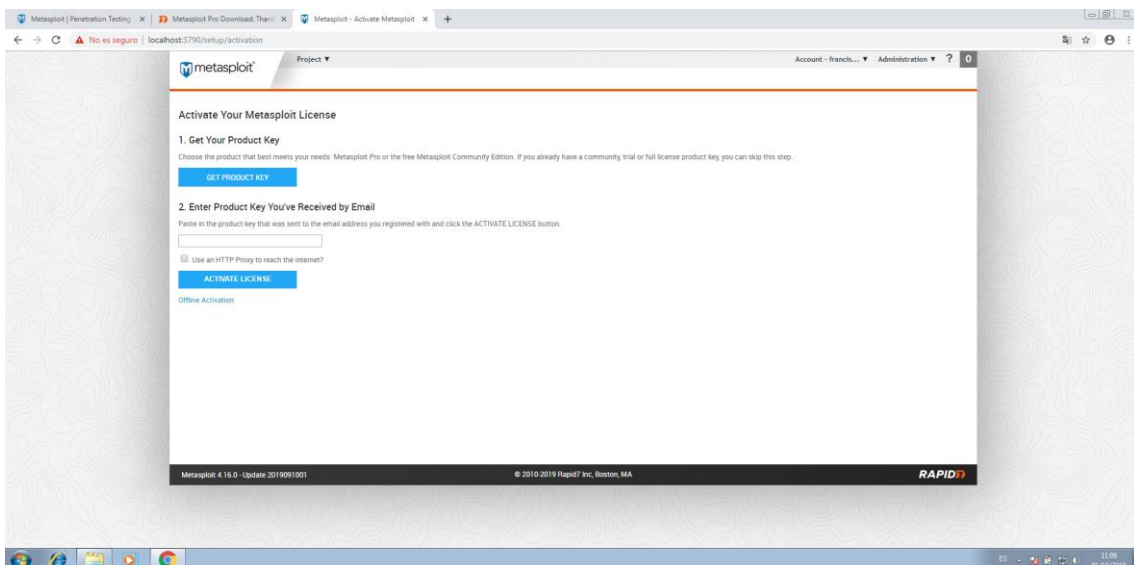 Metasploit | Penetration Testing
Metasploit Pro Download: Thank
Metasploit - Activate Metasploit
No es seguro | localhost:3790/setup/activation
metasploit
Project ▼
Account - francis... ▼
Administration ▼
?
0
Activate Your Metasploit License
1. Get Your Product Key
Choose the product that best meets your needs: Metasploit Pro or the free Metasploit Community Edition. If you already have a community, trial or full license product key, you can skip this step.
GET PRODUCT KEY
2. Enter Product Key You've Received by Email
Paste in the product key that was sent to the email address you registered with and click the ACTIVATE LICENSE button.
Use an HTTP Proxy to reach the internet?
ACTIVATE LICENSE
Offline Activation
Metasploit 4.16.0 - Update 2019091001
© 2010-2019 Rapid7 Inc, Boston, MA
RAPID7
ES
11:06